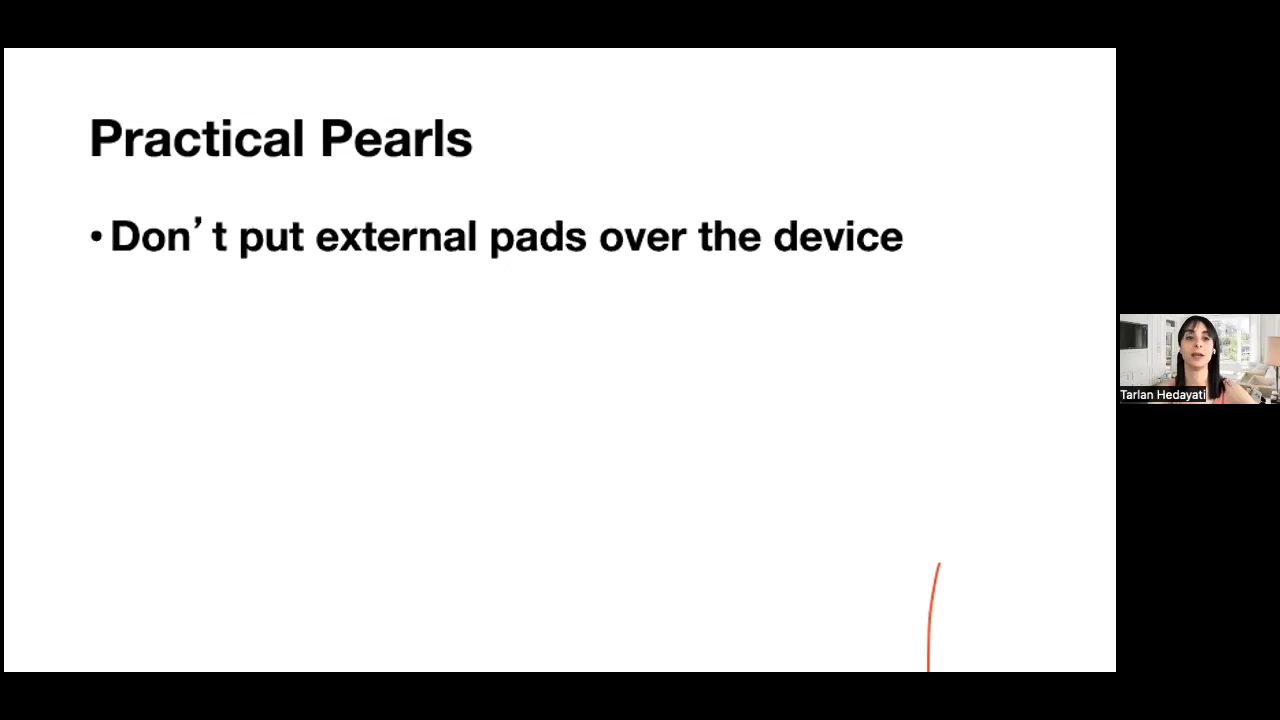 Practical Pearls
• Don’t put external pads over the device
Tarlan Hedayati